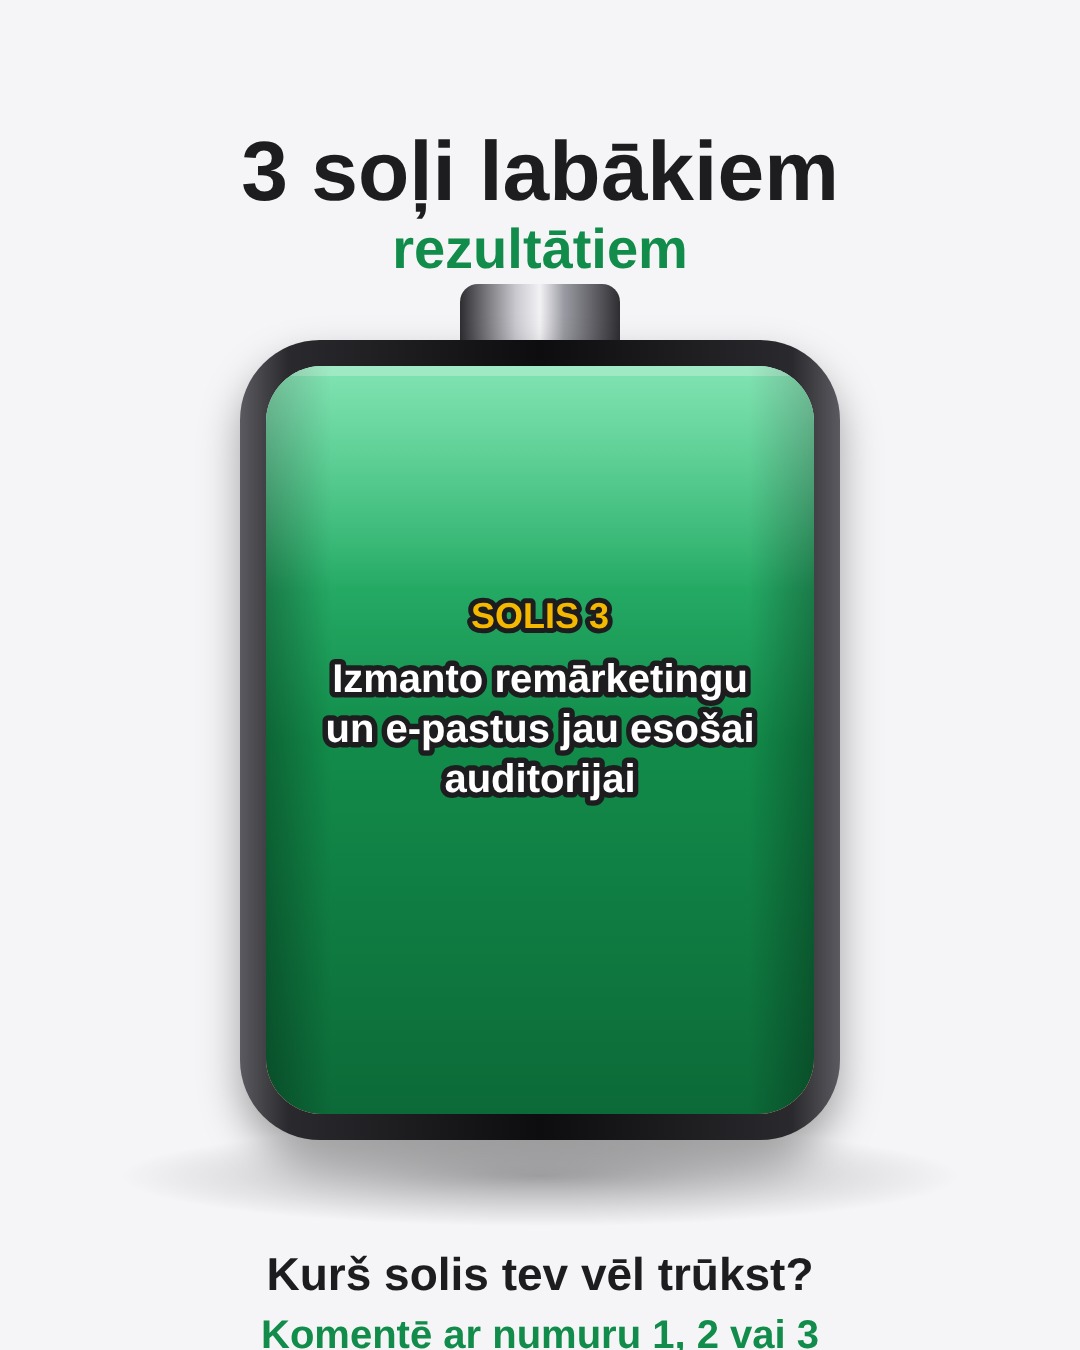 3 soļi labākiem
rezultātiem
SOLIS 3
Izmanto remārketingu
un e-pastus jau esošai
auditorijai
Kurš solis tev vēl trūkst?
Komentē ar numuru 1, 2 vai 3